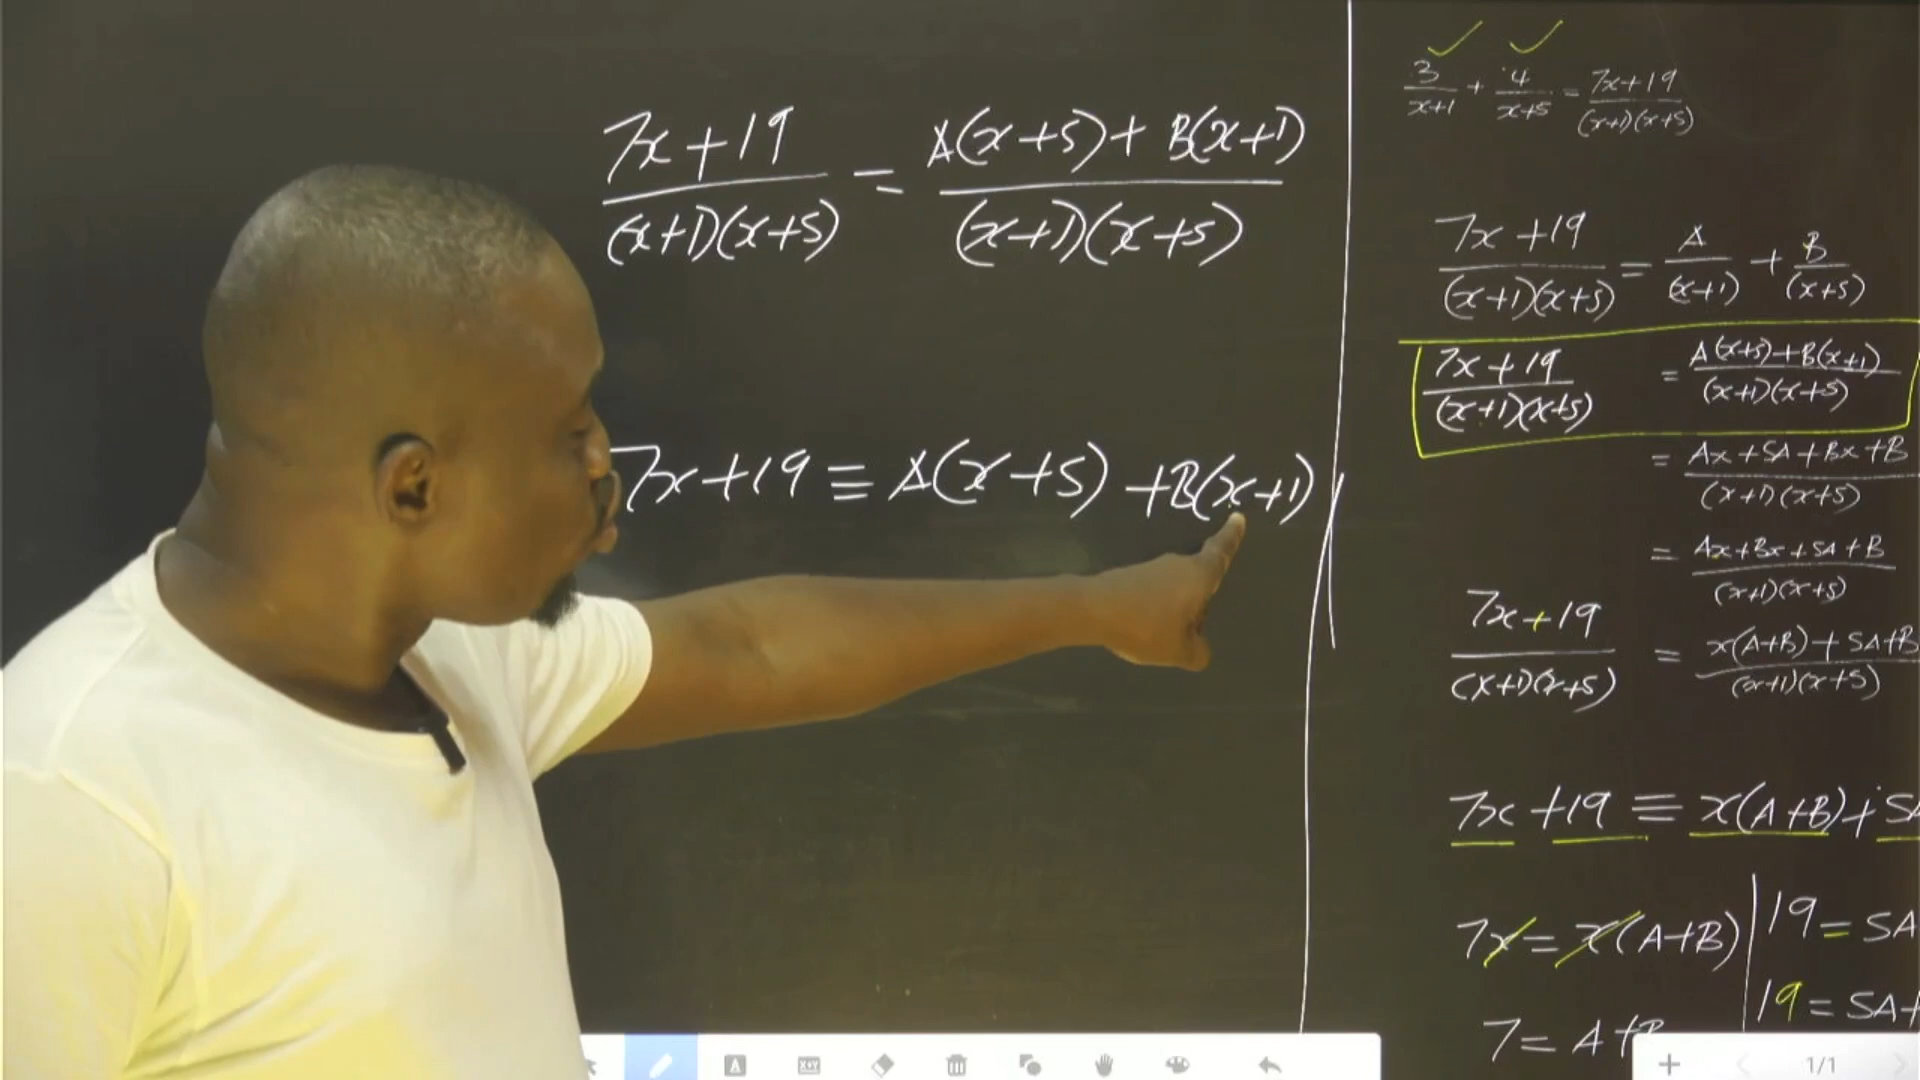 7x+19 / (x+1)(x+5) = A(x+5)+B(x+1) / (x+1)(x+5)
7x+19 ≡ A(x+5)+B(x+1)
3/x+1 + 4/x+5 = 7x+19 / (x+1)(x+5)
7x+19 / (x+1)(x+5) = A/(x+1) + B/(x+5)
7x+19 / (x+1)(x+5) = A(x+5)+B(x+1) / (x+1)(x+5)
= Ax+5A+Bx+B / (x+1)(x+5)
= Ax+Bx+5A+B / (x+1)(x+5)
7x+19 / (x+1)(x+5) = x(A+B)+5A+B / (x+1)(x+5)
7x+19 ≡ x(A+B)+5A
7x = x(A+B)
7 = A+B
19 = 5A
19 = 5A+
1/1